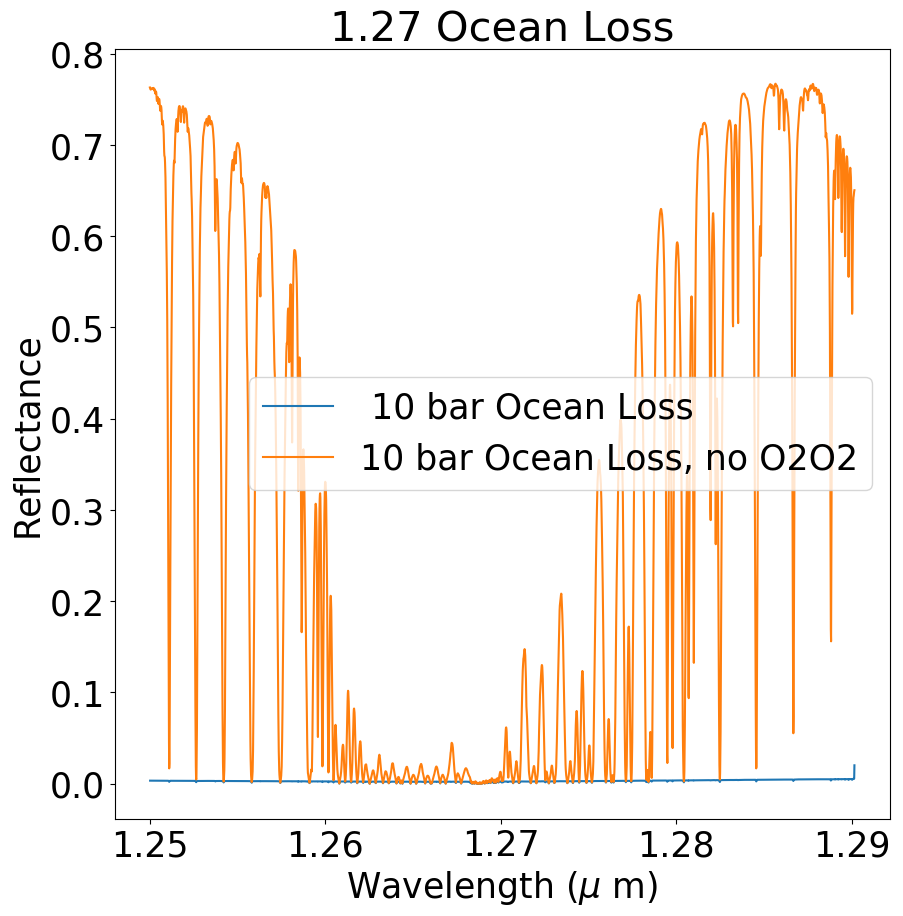 1.27 Ocean Loss
0.8
0.7
0.6
0.5
0.4
0.3
0.2
0.1
0.0
Reflectance
10 bar Ocean Loss
10 bar Ocean Loss, no O2O2
1.25 1.26 1.27 1.28 1.29
Wavelength (μ m)